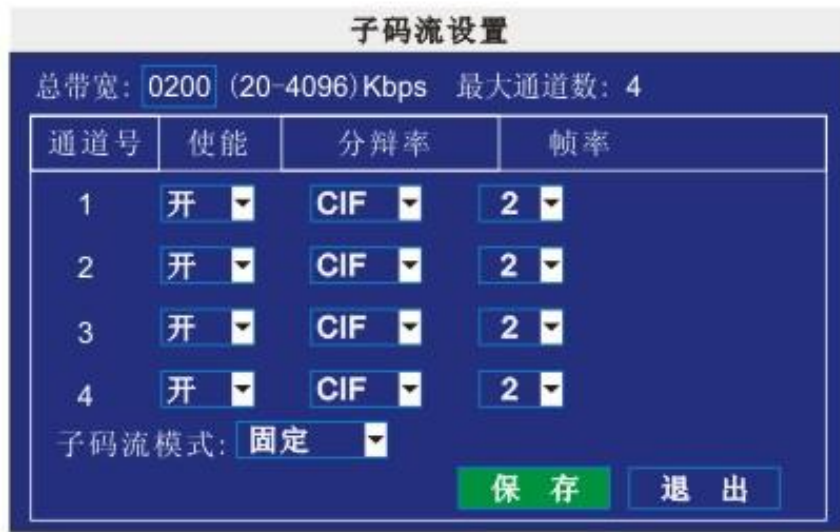 子码流设置
总带宽: 0200 (20-4096)Kbps 最大通道数: 4
通道号 使能 分辩率 帧率
1 开 CIF 2
2 开 CIF 2
3 开 CIF 2
4 开 CIF 2
子码流模式: 固定
保 存 退 出